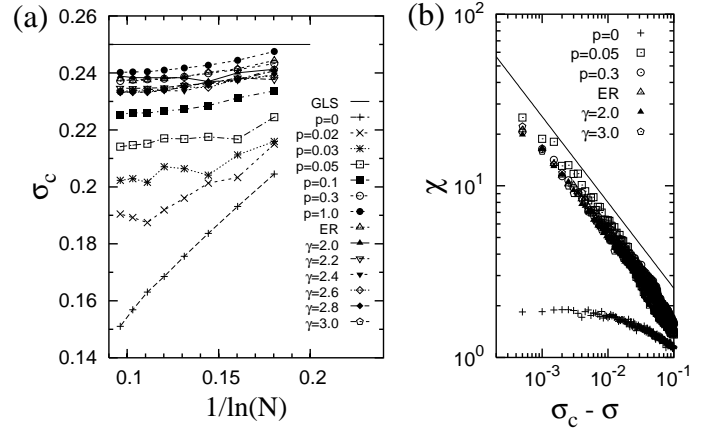 (a)
0.24
0.22
0.2
0.18
0.16
0.14
σc
0.1
0.15
0.2
1/ln(N)
GLS
p=0
p=0.02
p=0.03
p=0.05
p=0.1
p=0.3
p=1.0
ER
γ=2.0
γ=2.2
γ=2.4
γ=2.6
γ=2.8
γ=3.0
(b)
10²
10¹
10⁰
χ
10⁻³
10⁻²
10⁻¹
σc - σ
p=0
p=0.05
p=0.3
ER
γ=2.0
γ=3.0